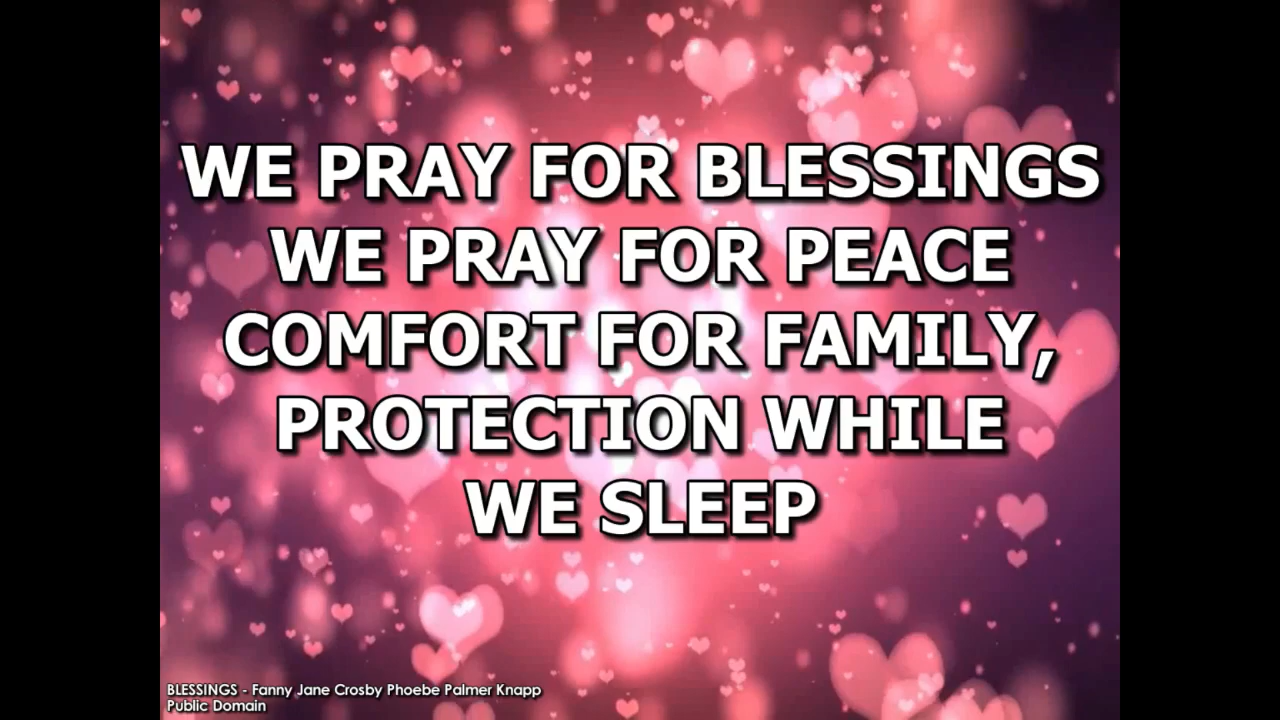 WE PRAY FOR BLESSINGS
WE PRAY FOR PEACE
COMFORT FOR FAMILY,
PROTECTION WHILE
WE SLEEP
BLESSINGS - Fanny Jane Crosby Phoebe Palmer Knapp
Public Domain